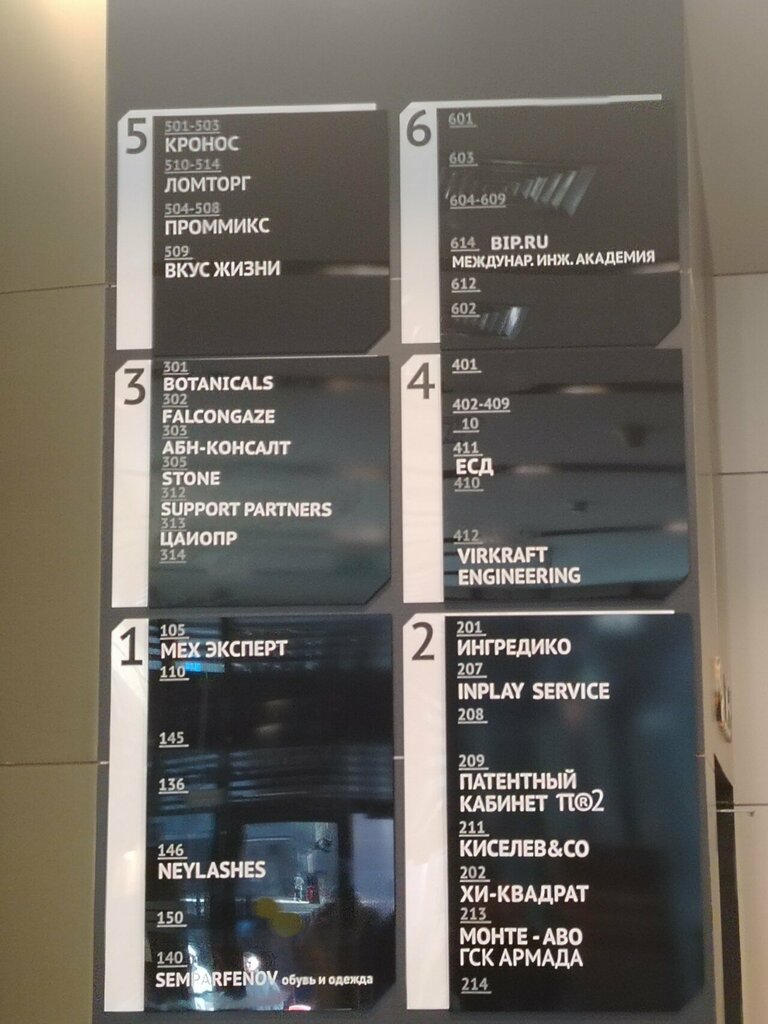 5
501-503
КРОНОС
510-514
ЛОМТОРГ
504-508
ПРОММИКС
509
ВКУС ЖИЗНИ
6
601
603
604-609
614 BIP.RU
МЕЖДУНАР. ИНЖ. АКАДЕМИЯ
612
602
3
301
BOTANICALS
302
FALCONGAZE
303
АБН-КОНСАЛТ
305
STONE
312
SUPPORT PARTNERS
313
ЦАИОПР
314
4
401
402-409
10
411
ЕСД
410
412
VIRKRAFT
ENGINEERING
1
105
МЕХ ЭКСПЕРТ
110
145
136
146
NEYLASHES
150
140
SEMPARFENOV обувь и одежда
2
201
ИНГРЕДИКО
207
INPLAY SERVICE
208
209
ПАТЕНТНЫЙ
КАБИНЕТ π®2
211
КИСЕЛЕВ&CO
202
ХИ-КВАДРАТ
213
МОНТЕ - АВО
ГСК АРМАДА
214